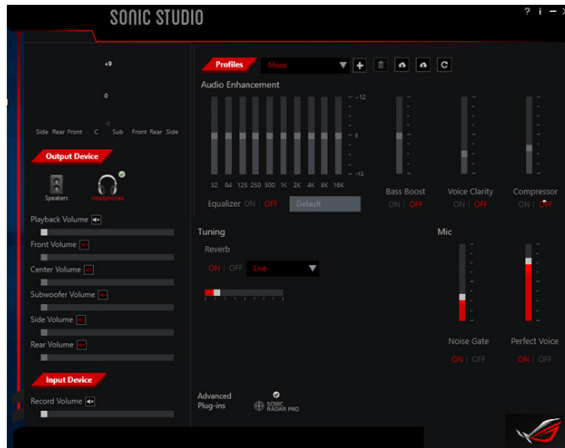 SONIC STUDIO
? i
+9
0
-9
Side Rear Front C Sub Front Rear Side
Output Device
Speakers Headphones
Playback Volume
Front Volume
Center Volume
Subwoofer Volume
Side Volume
Rear Volume
Input Device
Record Volume
Profiles Music
Audio Enhancement
12
0
-12
32 64 125 250 500 1K 2K 4K 8K 16K
Equalizer ON | OFF Default
Bass Boost Voice Clarity Compressor
ON | OFF ON | OFF ON | OFF
Tuning
Reverb
ON | OFF Live
Mic
Noise Gate Perfect Voice
ON | OFF ON | OFF
Advanced
Plug-ins
SONIC
RADAR PRO